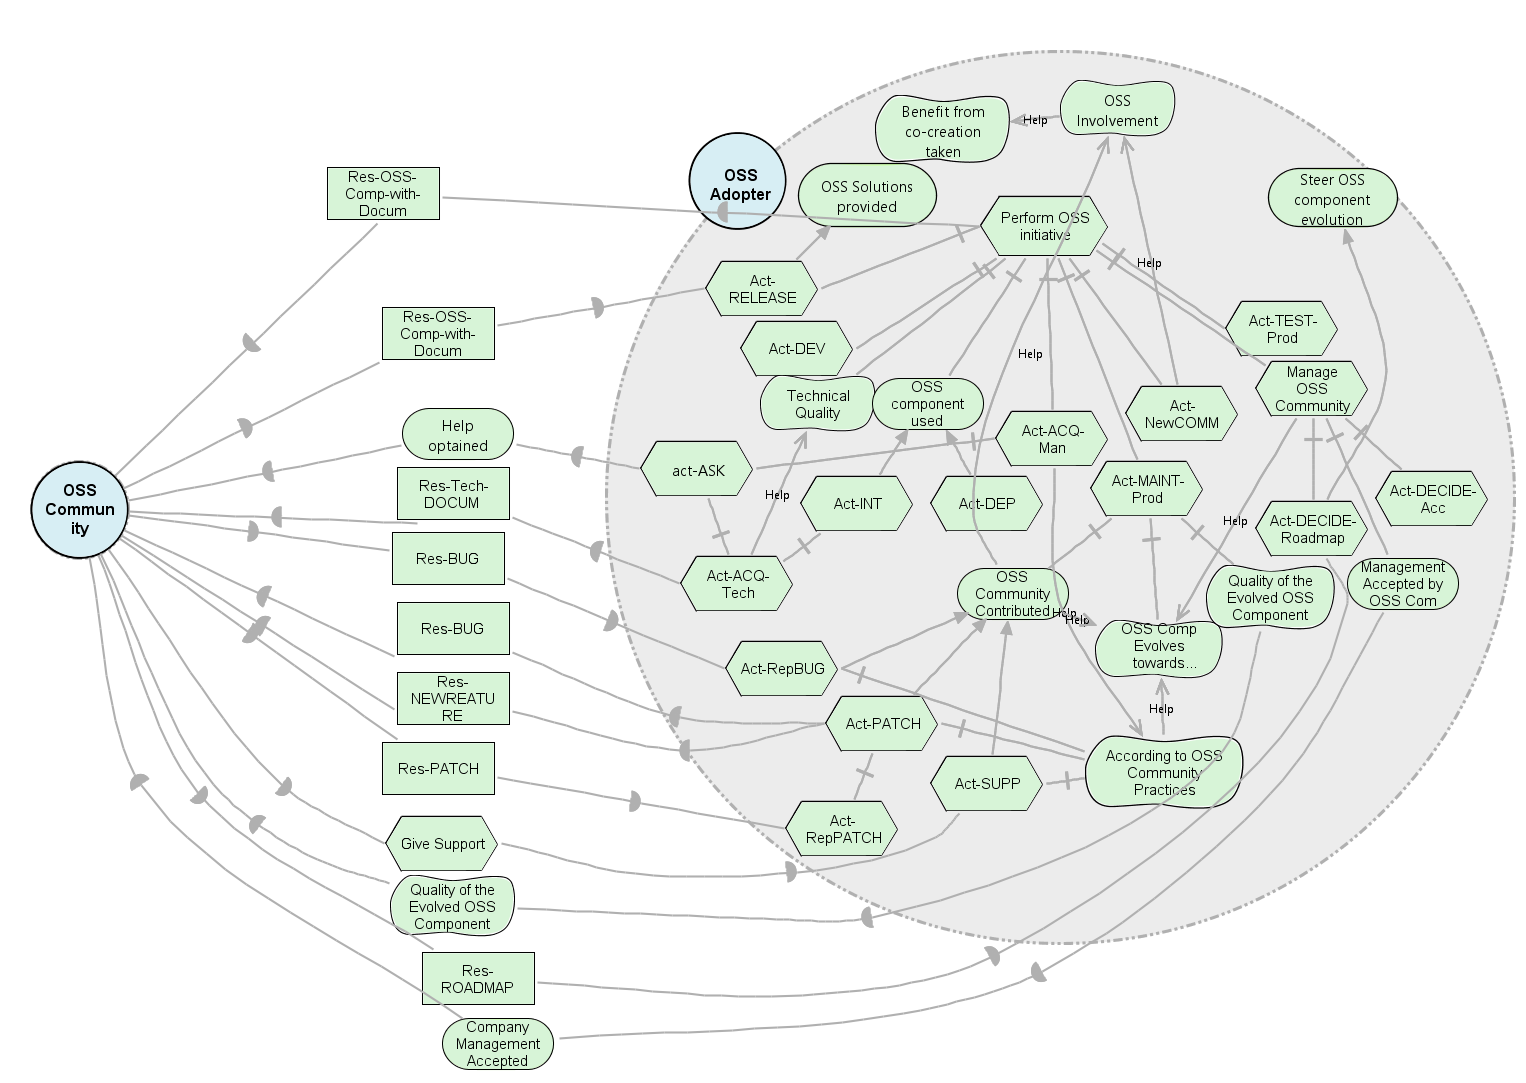 OSS
Involvement
Help
Benefit from
co-creation
taken
OSS
Adopter
OSS Solutions
provided
Steer OSS
component
evolution
Res-OSS-
Comp-with-
Docum
Perform OSS
initiative
Help
Act-
RELEASE
Res-OSS-
Comp-with-
Docum
Act-TEST-
Prod
Act-DEV
Help
Manage
OSS
Community
Technical
Quality
OSS
component
used
Act-
NewCOMM
Help
optained
Act-ACQ-
Man
act-ASK
Act-MAINT-
Prod
Res-Tech-
DOCUM
Help
Act-INT
Act-DEP
Act-DECIDE-
Acc
OSS
Commun
ity
Help
Act-DECIDE-
Roadmap
Res-BUG
Act-ACQ-
Tech
OSS
Community
Contributed
Quality of the
Evolved OSS
Component
Management
Accepted by
OSS Com
Help
Help
Res-BUG
OSS Comp
Evolves
towards...
Act-RepBUG
Res-
NEWREATU
RE
Help
Act-PATCH
Res-PATCH
Act-SUPP
According to OSS
Community
Practices
Act-
RepPATCH
Give Support
Quality of the
Evolved OSS
Component
Res-
ROADMAP
Company
Management
Accepted